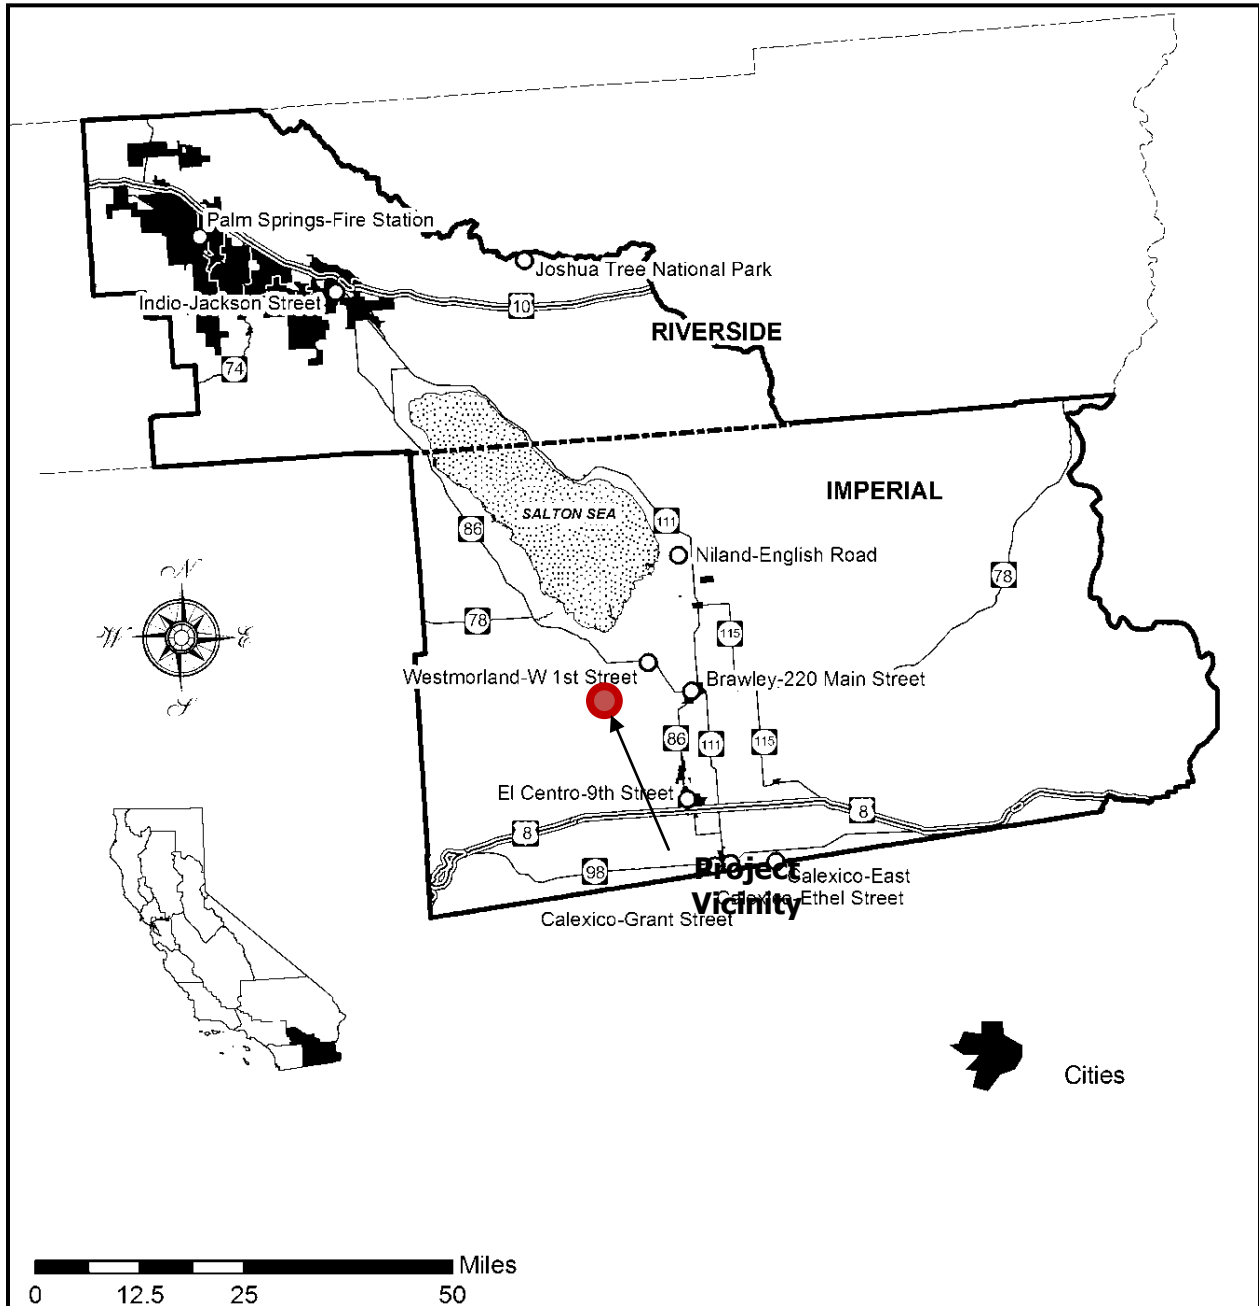 Palm Springs-Fire Station
Joshua Tree National Park
Indio-Jackson Street
10
RIVERSIDE
74
IMPERIAL
SALTON SEA
86
111
Niland-English Road
78
N
W
E
S
78
115
Westmorland-W 1st Street
Brawley-220 Main Street
86
111
115
El Centro-9th Street
8
8
98
Project
Vicinity
Calexico-East
Calexico-Ethel Street
Calexico-Grant Street
Cities
Miles
0
12.5
25
50